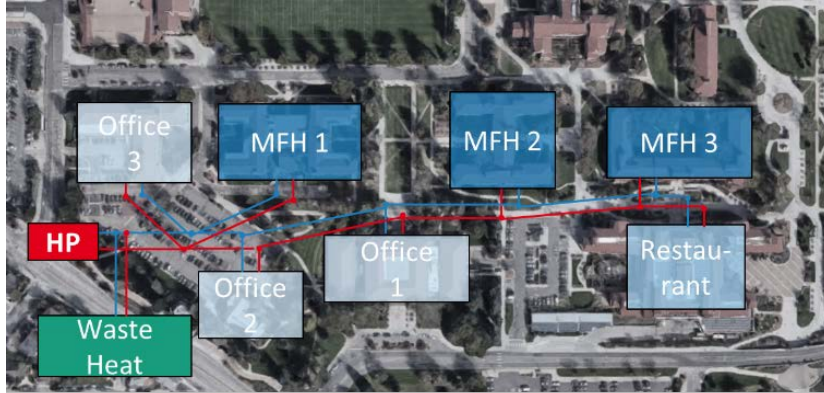 Office
3
MFH 1
MFH 2
MFH 3
HP
Office
2
Office
1
Restau-
rant
Waste
Heat